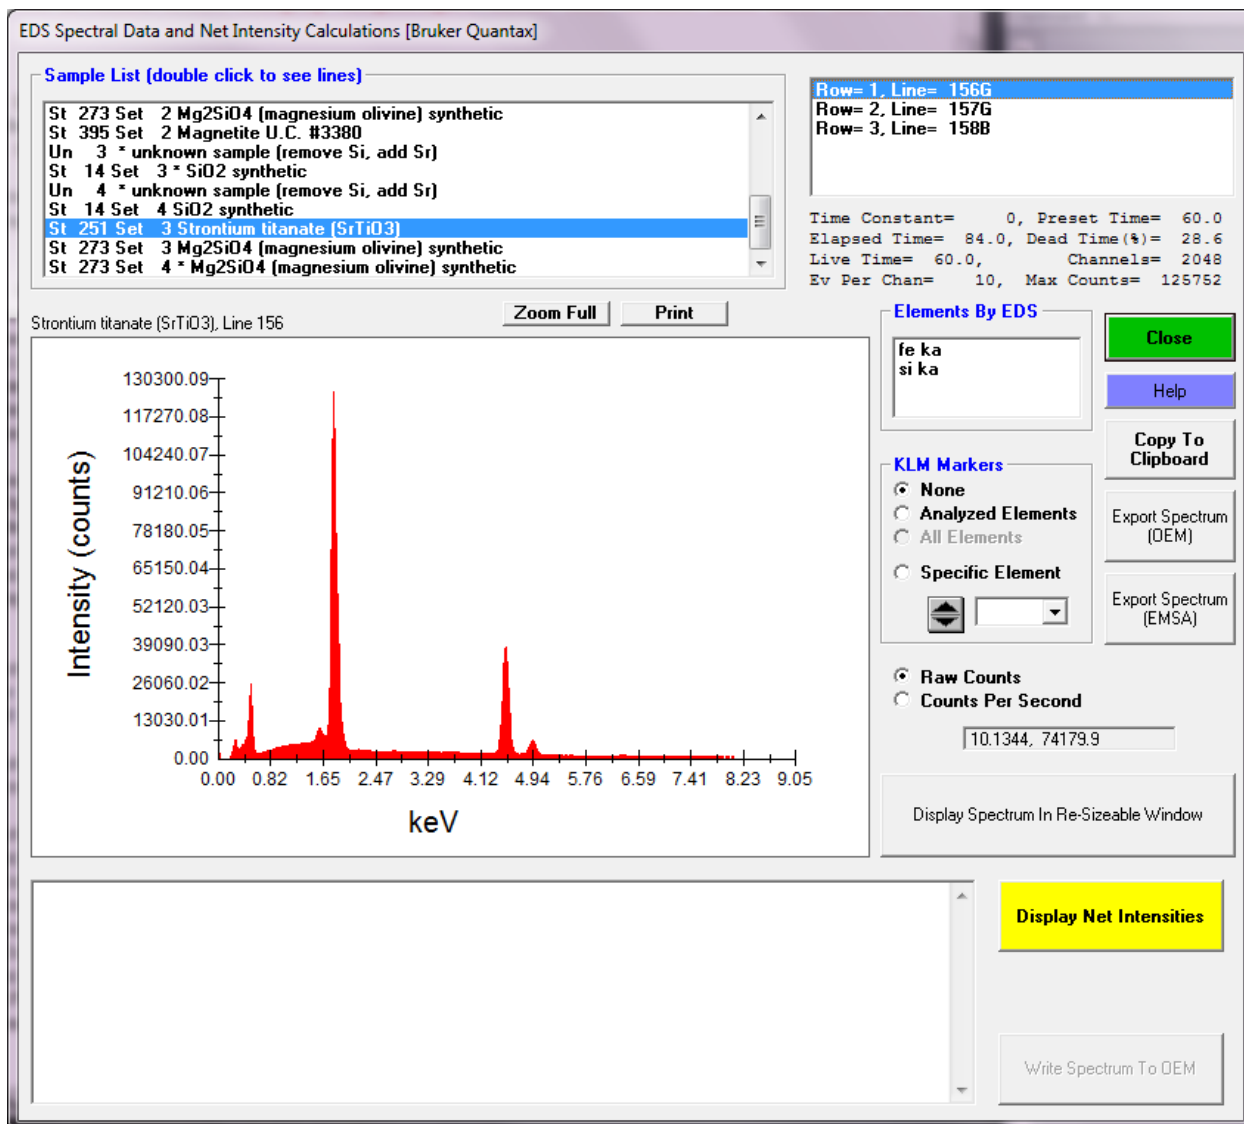 EDS Spectral Data and Net Intensity Calculations [Bruker Quantax]
Sample List (double click to see lines)
St 273 Set 2 Mg2SiO4 (magnesium olivine) synthetic
St 395 Set 2 Magnetite U.C. #3380
Un 3 * unknown sample (remove Si, add Sr)
St 14 Set 3 * SiO2 synthetic
Un 4 * unknown sample (remove Si, add Sr)
St 14 Set 4 SiO2 synthetic
St 251 Set 3 Strontium titanate (SrTiO3)
St 273 Set 3 Mg2SiO4 (magnesium olivine) synthetic
St 273 Set 4 * Mg2SiO4 (magnesium olivine) synthetic
Row= 1, Line= 156G
Row= 2, Line= 157G
Row= 3, Line= 158B
Time Constant= 0, Preset Time= 60.0
Elapsed Time= 84.0, Dead Time(%)= 28.6
Live Time= 60.0, Channels= 2048
Ev Per Chan= 10, Max Counts= 125752
Strontium titanate (SrTiO3), Line 156
Zoom Full
Print
130300.09
117270.08
104240.07
91210.06
78180.05
65150.04
52120.03
39090.02
26060.02
13030.01
0.00
Intensity (counts)
0.00 0.82 1.65 2.47 3.29 4.12 4.94 5.76 6.59 7.41 8.23 9.05
keV
Elements By EDS
fe ka
si ka
KLM Markers
None
Analyzed Elements
All Elements
Specific Element
Raw Counts
Counts Per Second
10.1344, 74179.9
Close
Help
Copy To
Clipboard
Export Spectrum
(OEM)
Export Spectrum
(EMSA)
Display Spectrum In Re-Sizeable Window
Display Net Intensities
Write Spectrum To OEM